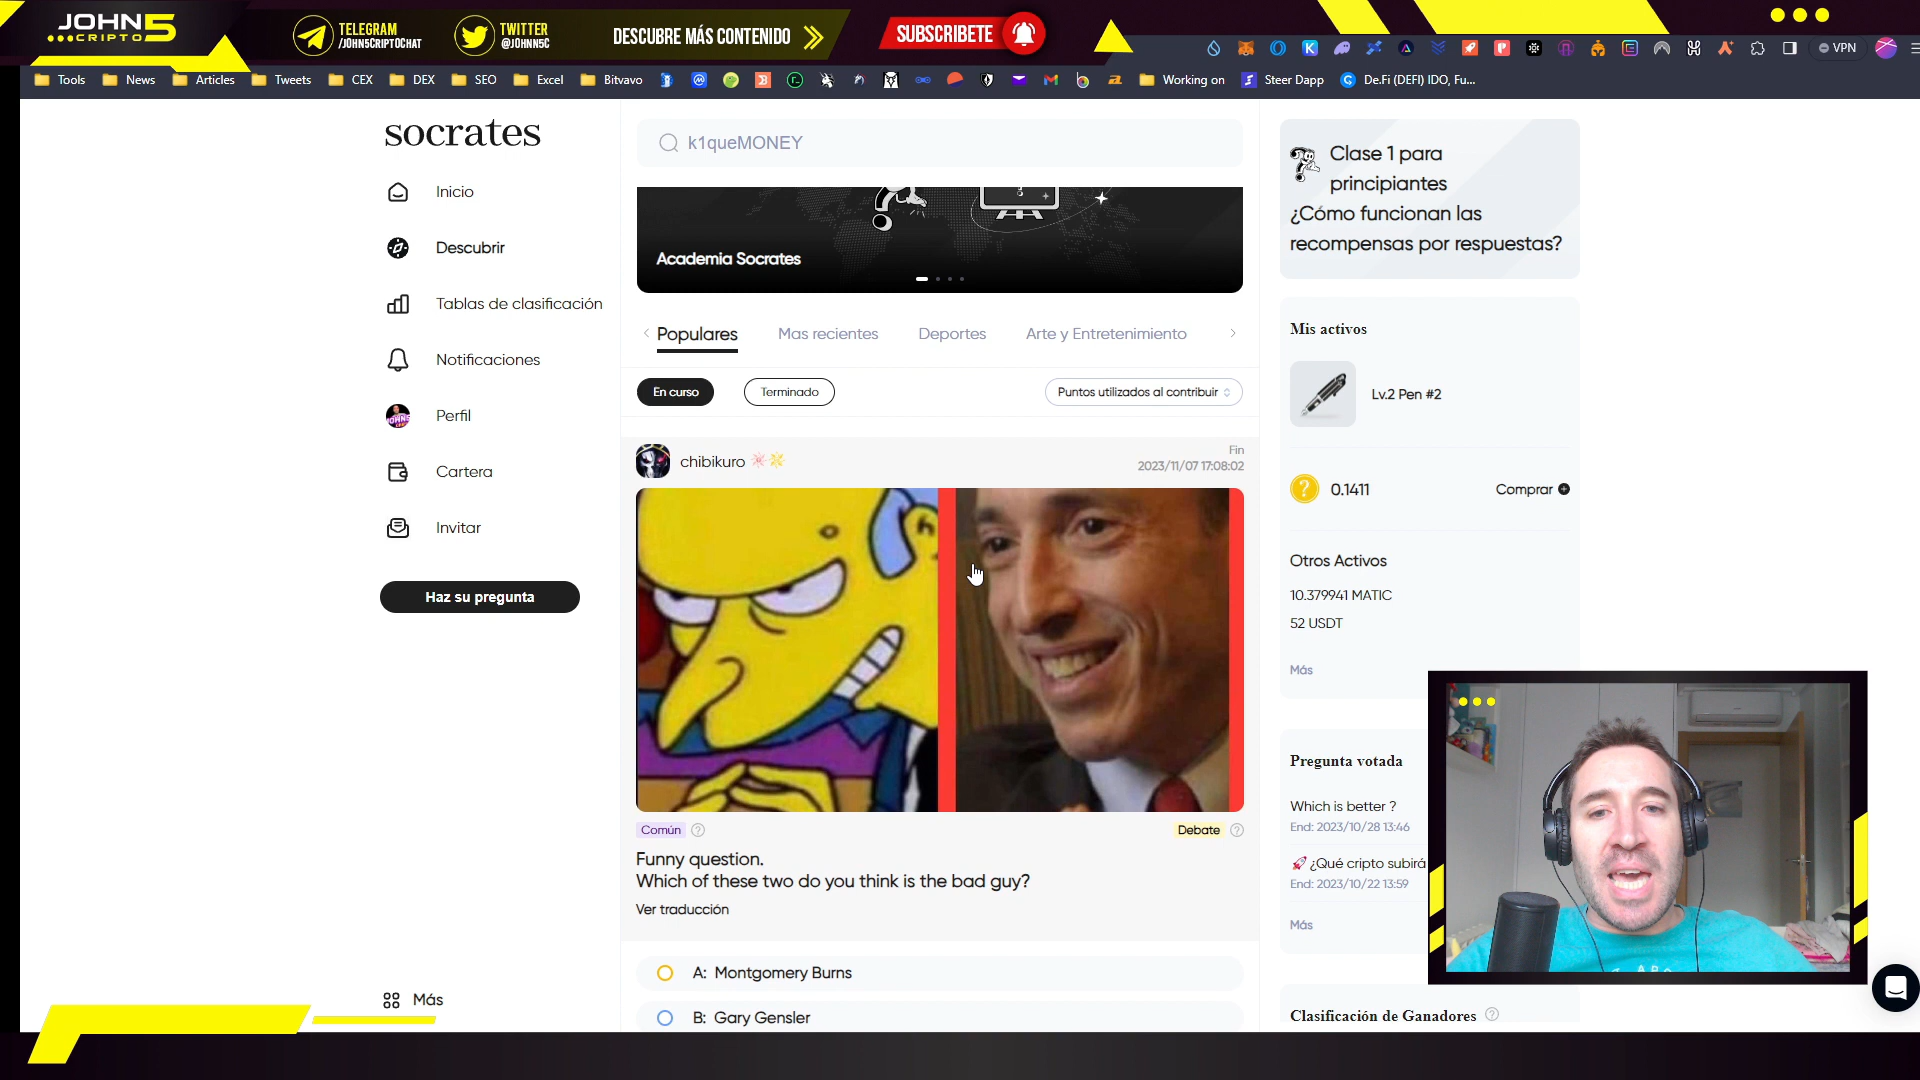 JOHN5
CRIPTO
TELEGRAM
/JOHN5CRIPTOCHAT
TWITTER
@J0HNN5C
DESCUBRE MÁS CONTENIDO
SUBSCRIBETE
VPN
Tools
News
Articles
Tweets
CEX
DEX
SEO
Excel
Bitvavo
Working on
Steer Dapp
De.Fi (DEFI) IDO, Fu...
socrates
Inicio
Descubrir
Tablas de clasificación
Notificaciones
Perfil
Cartera
Invitar
Haz su pregunta
Más
k1queMONEY
Academia Socrates
Populares
Mas recientes
Deportes
Arte y Entretenimiento
En curso
Terminado
Puntos utilizados al contribuir
chibikuro
Fin
2023/11/07 17:08:02
Común
Debate
Funny question.
Which of these two do you think is the bad guy?
Ver traducción
A: Montgomery Burns
B: Gary Gensler
Clase 1 para
principiantes
¿Cómo funcionan las
recompensas por respuestas?
Mis activos
Lv.2 Pen #2
0.1411
Comprar
Otros Activos
10.379941 MATIC
52 USDT
Más
Pregunta votada
Which is better ?
End: 2023/10/28 13:46
¿Qué cripto subirá
End: 2023/10/22 13:59
Más
Clasificación de Ganadores